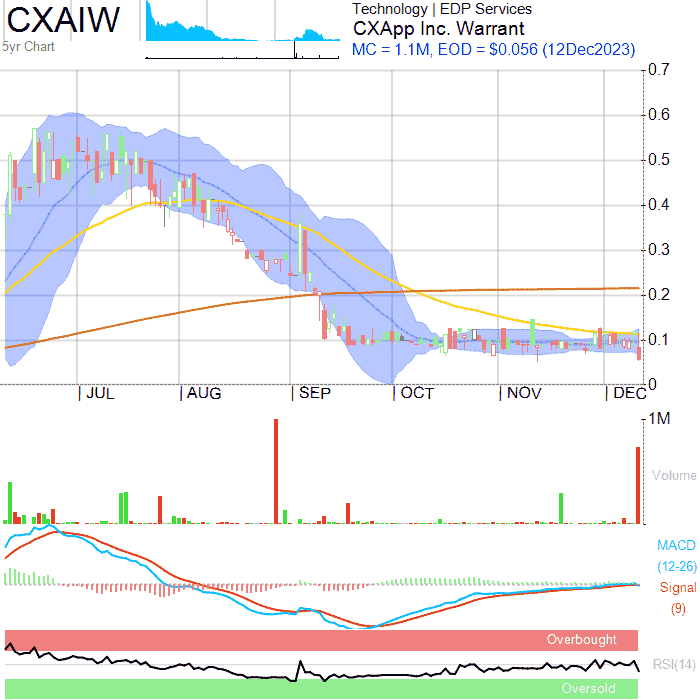 CXAIW
5yr Chart
Technology | EDP Services
CXApp Inc. Warrant
MC = 1.1M, EOD = $0.056 (12Dec2023)
0.7
0.6
0.5
0.4
0.3
0.2
0.1
0
JUL AUG SEP OCT NOV DEC
1M
Volume
MACD
(12-26)
Signal
(9)
Overbought
RSI(14)
Oversold